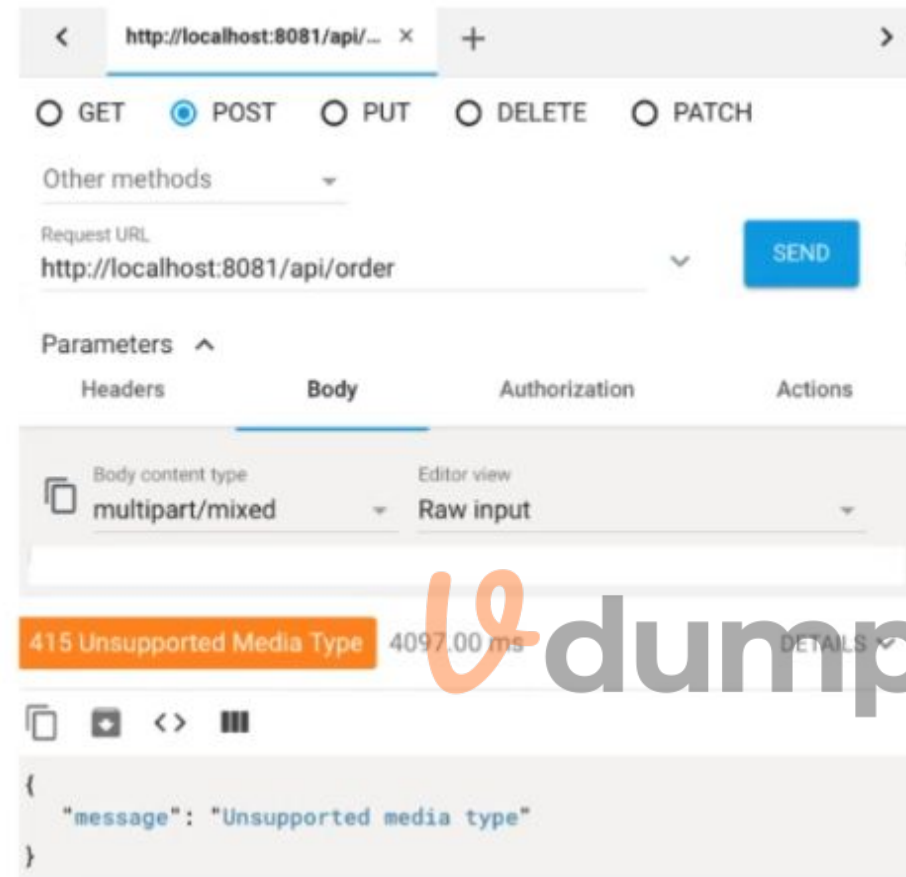 http://localhost:8081/api/... × +
GET POST PUT DELETE PATCH
Other methods
Request URL
http://localhost:8081/api/order
SEND
Parameters
Headers Body Authorization Actions
Body content type Editor view
multipart/mixed Raw input
415 Unsupported Media Type 4097.00 ms DETAILS
dump
{
"message": "Unsupported media type"
}